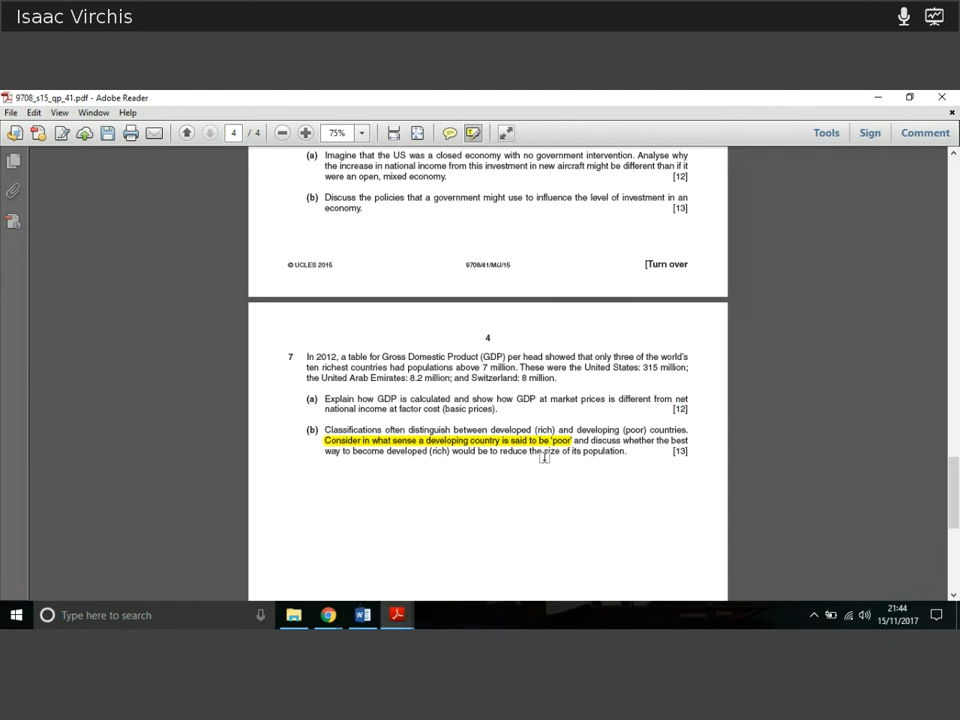 Isaac Virchis
9708_s15_qp_41.pdf - Adobe Reader
File Edit View Window Help
4 / 4 75% Tools Sign Comment
(a) Imagine that the US was a closed economy with no government intervention. Analyse why
the increase in national income from this investment in new aircraft might be different than if it
were an open, mixed economy. [12]
(b) Discuss the policies that a government might use to influence the level of investment in an
economy. [13]
© UCLES 2015 9708/41/M/J/15 [Turn over
4
7 In 2012, a table for Gross Domestic Product (GDP) per head showed that only three of the world's
ten richest countries had populations above 7 million. These were the United States: 315 million;
the United Arab Emirates: 8.2 million; and Switzerland: 8 million.
(a) Explain how GDP is calculated and show how GDP at market prices is different from net
national income at factor cost (basic prices). [12]
(b) Classifications often distinguish between developed (rich) and developing (poor) countries.
Consider in what sense a developing country is said to be 'poor' and discuss whether the best
way to become developed (rich) would be to reduce the size of its population. [13]
Type here to search
21:44
15/11/2017